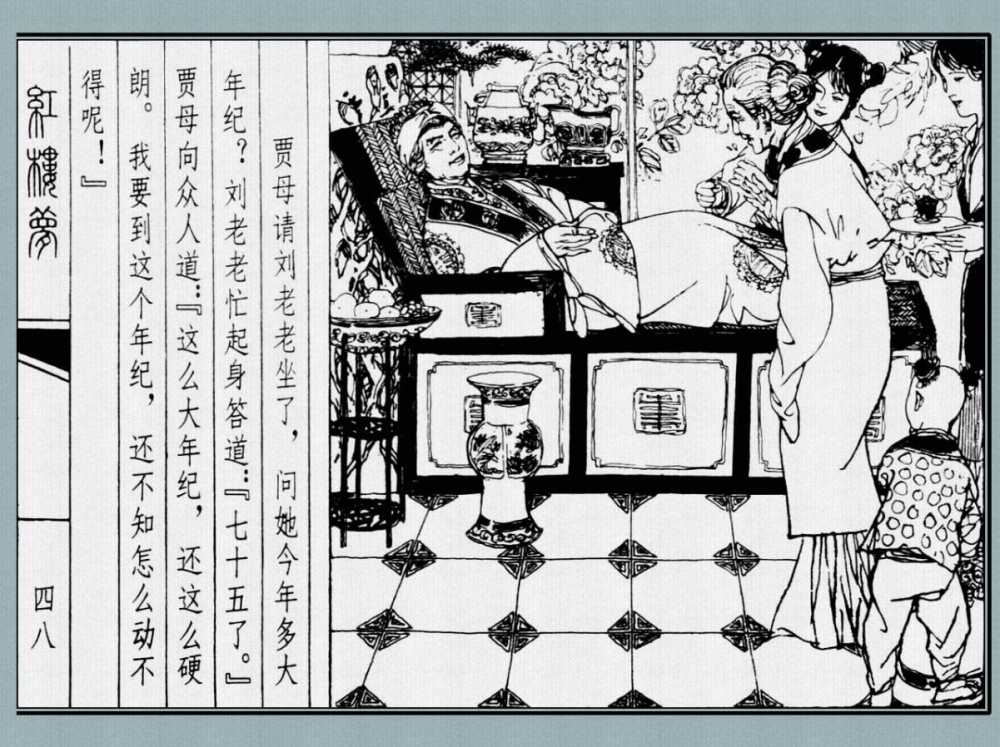 贾母请刘老老坐了，问她今年多大
年纪？刘老老忙起身答道：『七十五了。』
贾母向众人道：『这么大年纪，还这么硬
朗。我要到这个年纪，还不知怎么动不
得呢！』
紅樓夢
四八